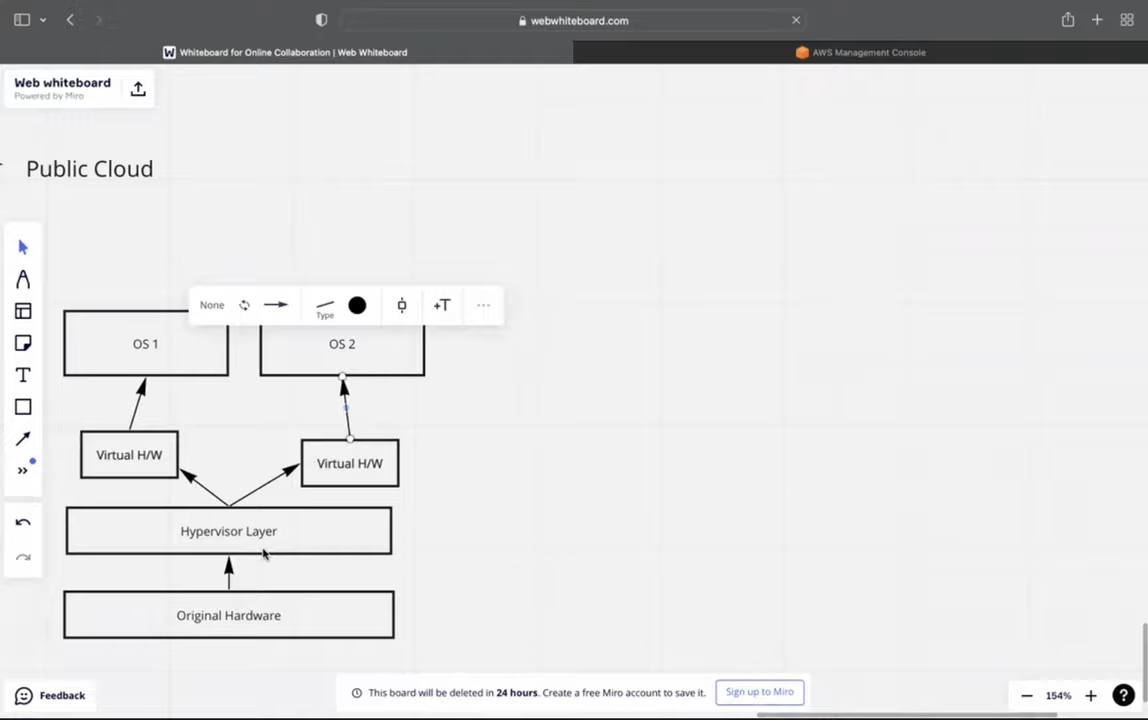 webwhiteboard.com
Whiteboard for Online Collaboration | Web Whiteboard
AWS Management Console
Web whiteboard
Powered by Miro
Public Cloud
None
Type
+T
OS 1
OS 2
Virtual H/W
Virtual H/W
Hypervisor Layer
Original Hardware
Feedback
This board will be deleted in 24 hours. Create a free Miro account to save it.
Sign up to Miro
154%